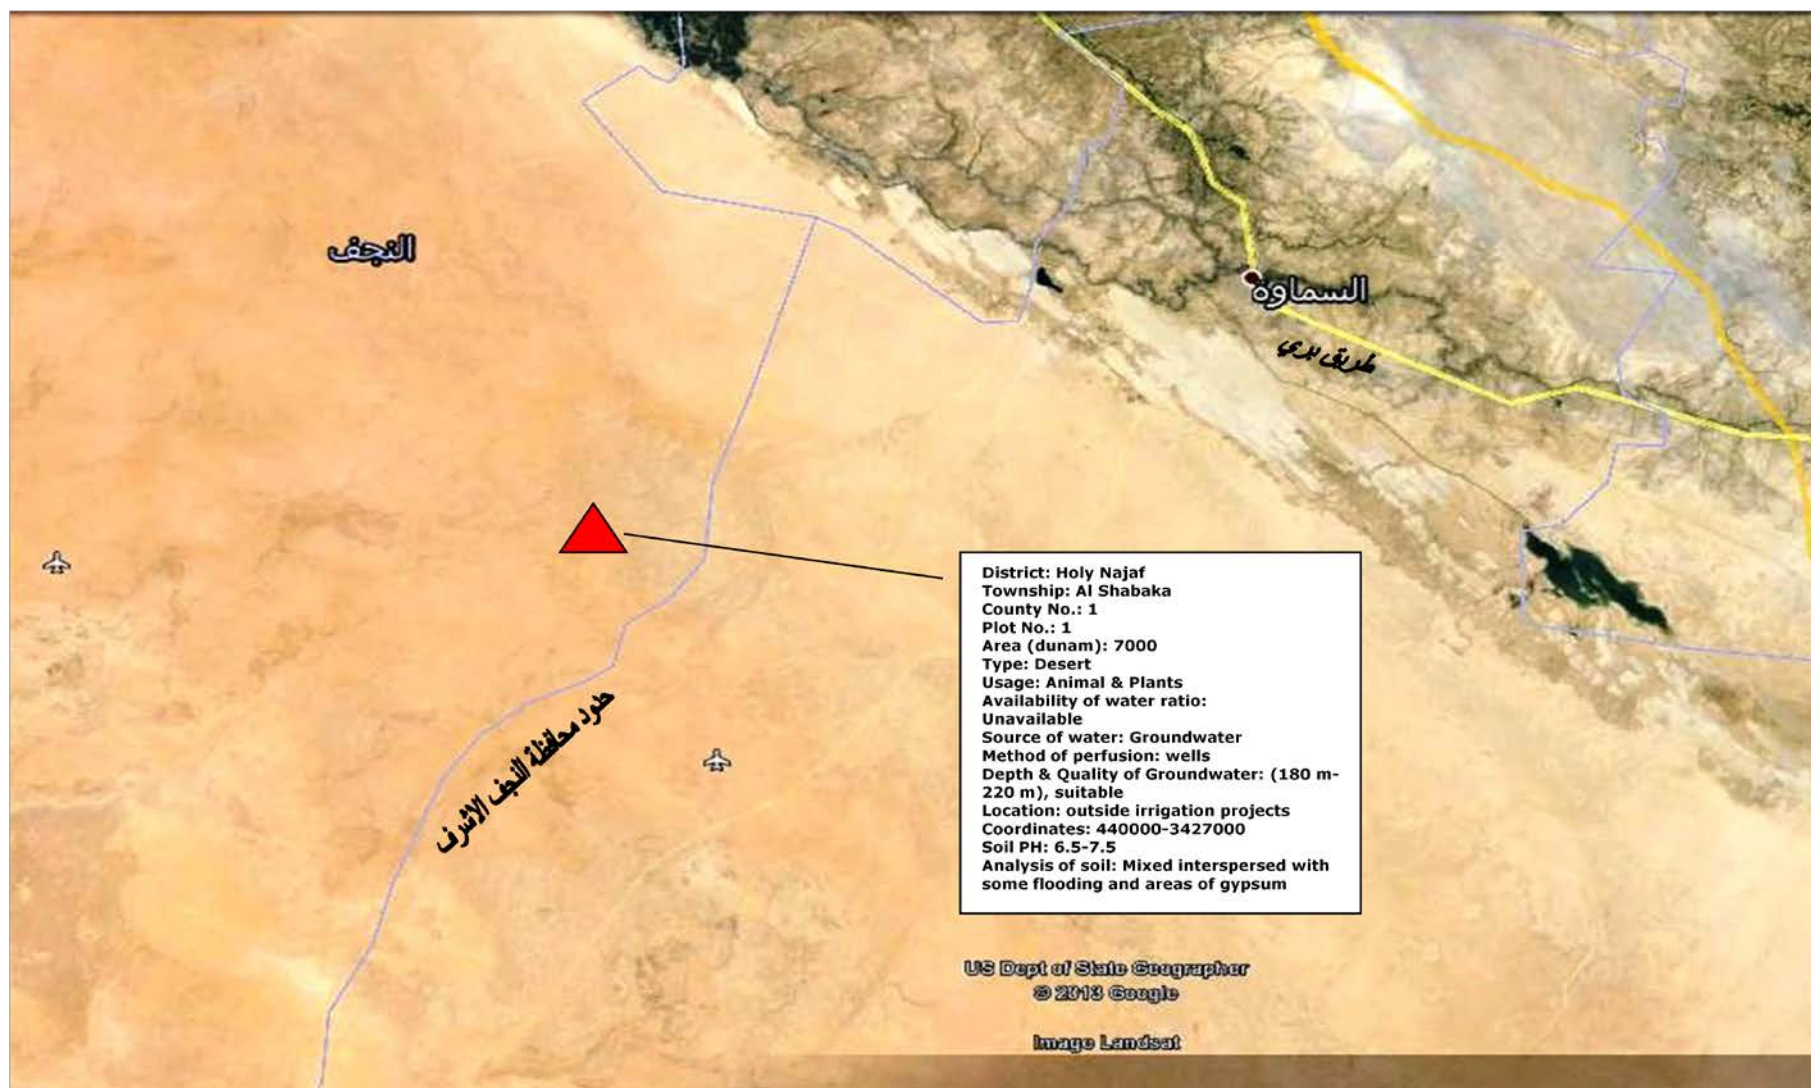 النجف
السماوة
طريق بري
District: Holy Najaf
Township: Al Shabaka
County No.: 1
Plot No.: 1
Area (dunam): 7000
Type: Desert
Usage: Animal & Plants
Availability of water ratio:
Unavailable
Source of water: Groundwater
Method of perfusion: wells
Depth & Quality of Groundwater: (180 m-
220 m), suitable
Location: outside irrigation projects
Coordinates: 440000-3427000
Soil PH: 6.5-7.5
Analysis of soil: Mixed interspersed with
some flooding and areas of gypsum
حدود محافظة النجف الاشرف
US Dept of State Geographer
© 2013 Google
Image Landsat